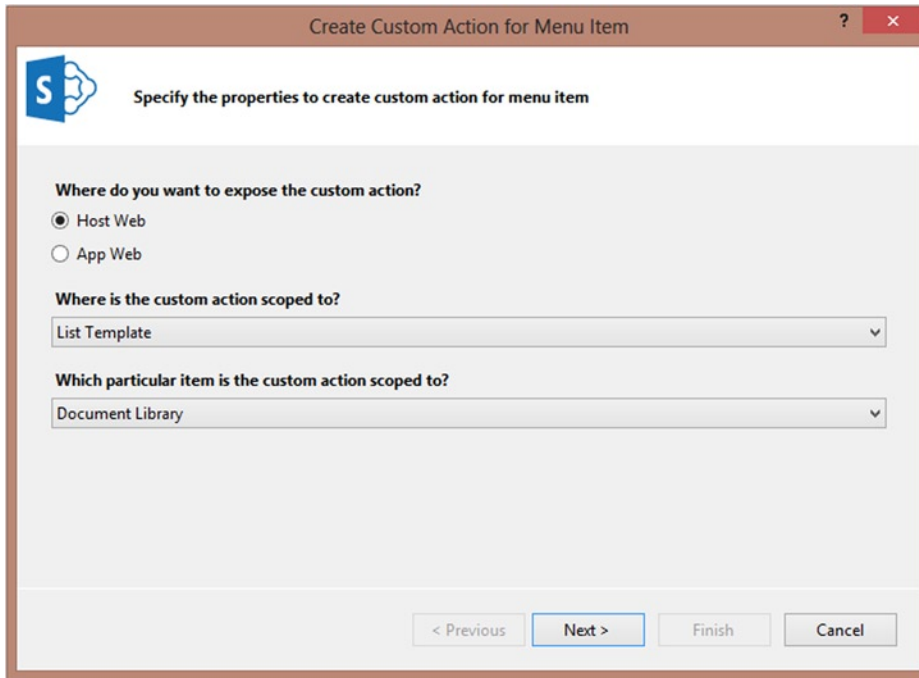 Create Custom Action for Menu Item
?
S
Specify the properties to create custom action for menu item
Where do you want to expose the custom action?
Host Web
App Web
Where is the custom action scoped to?
List Template
Which particular item is the custom action scoped to?
Document Library
< Previous
Next >
Finish
Cancel